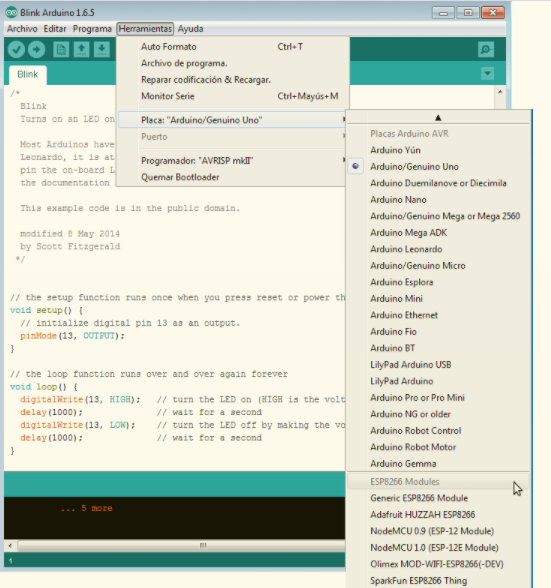 Blink Arduino 1.6.5
Archivo Editar Programa Herramientas Ayuda
Auto Formato Ctrl+T
Archivo de programa.
Reparar codificación & Recargar.
Monitor Serie Ctrl+Mayús+M
Placa: "Arduino/Genuino Uno"
Puerto
Programador: "AVRISP mkII"
Quemar Bootloader
Blink
/*
Blink
Turns on an LED on
Most Arduinos have
Leonardo, it is at
pin the on-board L
the documentation
This example code is in the public domain.
modified 8 May 2014
by Scott Fitzgerald
*/
// the setup function runs once when you press reset or power th
void setup() {
// initialize digital pin 13 as an output.
pinMode(13, OUTPUT);
}
// the loop function runs over and over again forever
void loop() {
digitalWrite(13, HIGH); // turn the LED on (HIGH is the volt
delay(1000); // wait for a second
digitalWrite(13, LOW); // turn the LED off by making the vo
delay(1000); // wait for a second
}
... 5 more
1
Placas Arduino AVR
Arduino Yún
Arduino/Genuino Uno
Arduino Duemilanove or Diecimila
Arduino Nano
Arduino/Genuino Mega or Mega 2560
Arduino Mega ADK
Arduino Leonardo
Arduino/Genuino Micro
Arduino Esplora
Arduino Mini
Arduino Ethernet
Arduino Fio
Arduino BT
LilyPad Arduino USB
LilyPad Arduino
Arduino Pro or Pro Mini
Arduino NG or older
Arduino Robot Control
Arduino Robot Motor
Arduino Gemma
ESP8266 Modules
Generic ESP8266 Module
Adafruit HUZZAH ESP8266
NodeMCU 0.9 (ESP-12 Module)
NodeMCU 1.0 (ESP-12E Module)
Olimex MOD-WIFI-ESP8266(-DEV)
SparkFun ESP8266 Thing